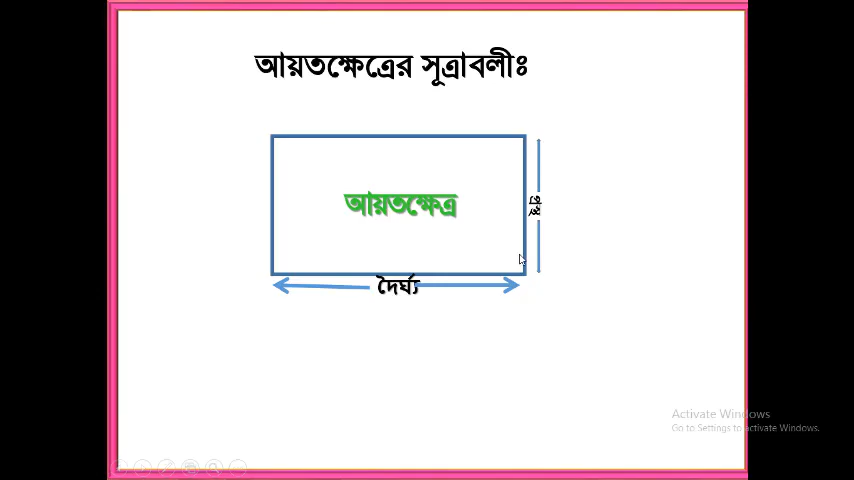 আয়তক্ষেত্রের সূত্রাবলীঃ
আয়তক্ষেত্র
প্রস্থ
দৈর্ঘ্য
Activate Windows
Go to Settings to activate Windows.